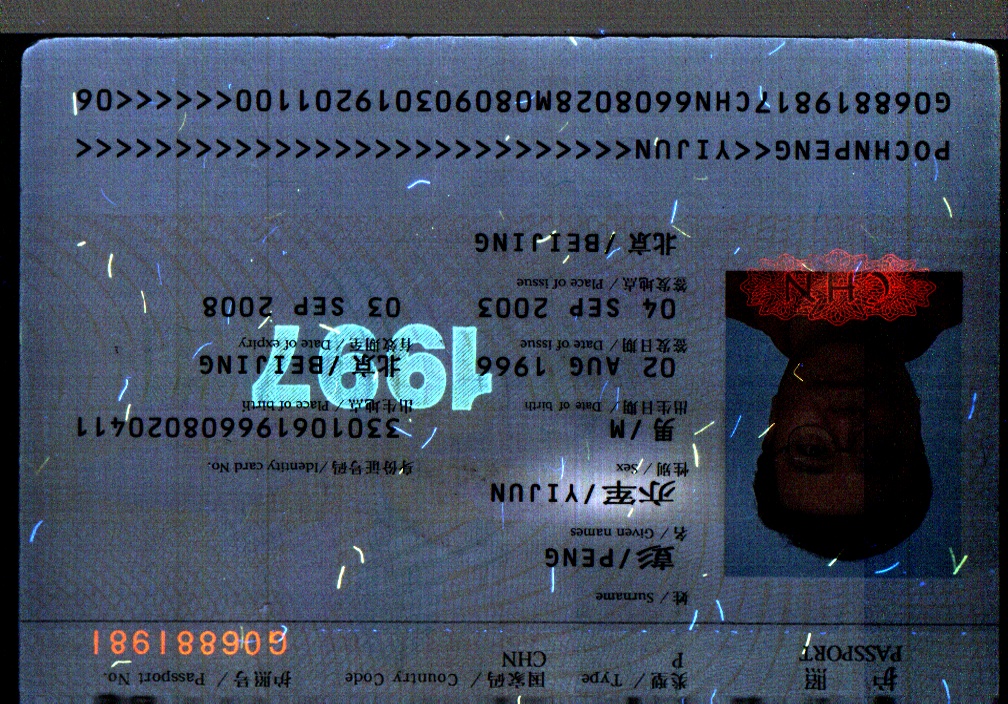 护照 类型 / Type 国家码 / Country Code 护照号 / Passport No.
PASSPORT P CHN G06881981
姓 / Surname
彭/PENG
名 / Given names
亦军/YIJUN
性别 / Sex 身份证号码/Identity card No.
男/M 330106196608020411
出生日期 / Date of birth 出生地点 / Place of birth
02 AUG 1966 北京/BEIJING
签发日期 / Date of issue 有效期至 / Date of expiry
04 SEP 2003 03 SEP 2008
签发地点 / Place of issue
北京/BEIJING
1997
CHN
POCHNPENG<<YIJUN<<<<<<<<<<<<<<<<<<<<<<<<<<<<
G068819817CHN6608028M080903019201100<<<<<<06